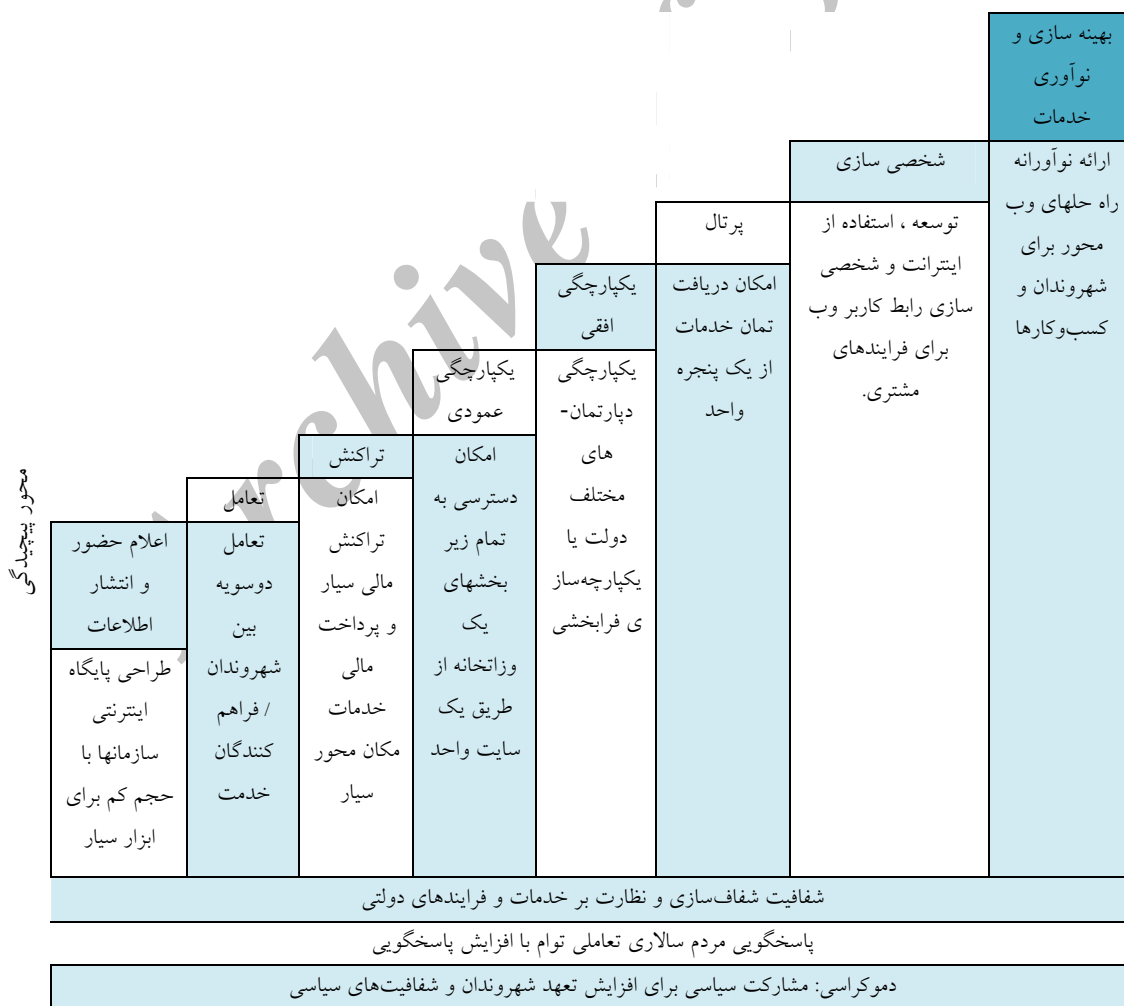 بهینه سازی و
نوآوری
خدمات
ارائه نوآورانه
راه حلهای وب
محور برای
شهروندان و
کسب‌وکارها
شخصی سازی
توسعه ، استفاده از
اینترانت و شخصی
سازی رابط کاربر وب
برای فرایندهای
مشتری.
پرتال
امکان دریافت
تمان خدمات
از یک پنجره
واحد
یکپارچگی
افقی
یکپارچگی
دپارتمان-
های
مختلف
دولت یا
یکپارچه‌ساز
ی فرابخشی
یکپارچگی
عمودی
امکان
دسترسی به
تمام زیر
بخشهای
یک
وزاتخانه از
طریق یک
سایت واحد
تراکنش
امکان
تراکنش
مالی سیار
و پرداخت
مالی
خدمات
مکان محور
سیار
تعامل
تعامل
دوسویه
بین
شهروندان
/ فراهم
کنندگان
خدمت
اعلام حضور
و انتشار
اطلاعات
طراحی پایگاه
اینترنتی
سازمانها با
حجم کم برای
ابزار سیار
محور پیچیدگی
شفافیت شفاف‌سازی و نظارت بر خدمات و فرایندهای دولتی
پاسخگویی مردم سالاری تعاملی توام با افزایش پاسخگویی
دموکراسی: مشارکت سیاسی برای افزایش تعهد شهروندان و شفافیت‌های سیاسی
Archive